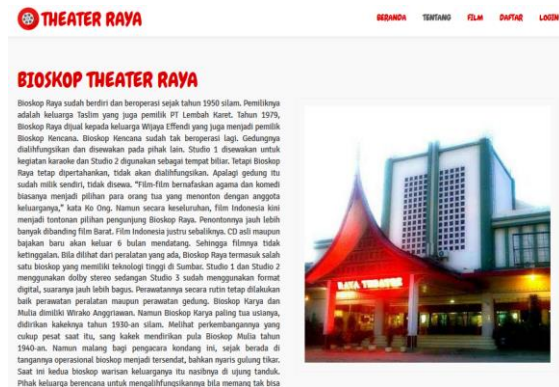 THEATER RAYA
BERANDA TENTANG FILM DAFTAR LOGIN
BIOSKOP THEATER RAYA
Bioskop Raya sudah berdiri dan beroperasi sejak tahun 1950 silam. Pemiliknya
adalah keluarga Taslim yang juga pemilik PT Lembah Karet. Tahun 1979,
Bioskop Raya dijual kepada keluarga Wijaya Effendi yang juga menjadi pemilik
Bioskop Kencana. Bioskop Kencana sudah tak beroperasi lagi. Gedungnya
dialihfungsikan dan disewakan pada pihak lain. Studio 1 disewakan untuk
kegiatan karaoke dan Studio 2 digunakan sebagai tempat biliar. Tetapi Bioskop
Raya tetap dipertahankan, tidak akan dialihfungsikan. Apalagi gedung itu
sudah milik sendiri, tidak disewa. "Film-film bernafaskan agama dan komedi
biasanya menjadi pilihan para orang tua yang menonton dengan anggota
keluarganya," kata Ko Ong. Namun secara keseluruhan, film Indonesia kini
menjadi tontonan pilihan pengunjung Bioskop Raya. Penontonnya jauh lebih
banyak dibanding film Barat. Film Indonesia justru sebaliknya. CD asli maupun
bajakan baru akan keluar 6 bulan mendatang. Sehingga filmnya tidak
ketinggalan. Bila dilihat dari peralatan yang ada, Bioskop Raya termasuk salah
satu bioskop yang memiliki teknologi tinggi di Sumbar. Studio 1 dan Studio 2
menggunakan dolby stereo sedangan Studio 3 sudah menggunakan format
digital, suaranya jauh lebih bagus. Perawatannya secara rutin tetap dilakukan
baik perawatan peralatan maupun perawatan gedung. Bioskop Karya dan
Mulia dimiliki Wirako Anggriawan. Namun Bioskop Karya paling tua usianya,
didirikan kakeknya tahun 1930-an silam. Melihat perkembangannya yang
cukup pesat saat itu, sang kakek mendirikan pula Bioskop Mulia tahun
1940-an. Namun malang bagi pengacara kondang ini, sejak berada di
tangannya operasional bioskop menjadi tersendat, bahkan nyaris gulung tikar.
Saat ini kedua bioskop warisan keluarganya itu nasibnya di ujung tanduk.
Pihak keluarga berencana untuk mengalihfungsikannya bila memang tak bisa
RAYA THEATRE